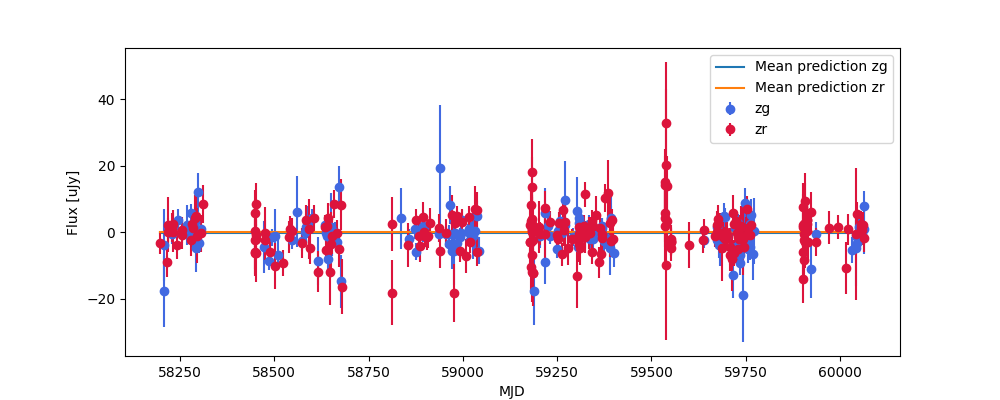 Mean prediction zg
Mean prediction zr
zg
zr
Flux [uJy]
40
20
0
−20
58250 58500 58750 59000 59250 59500 59750 60000
MJD